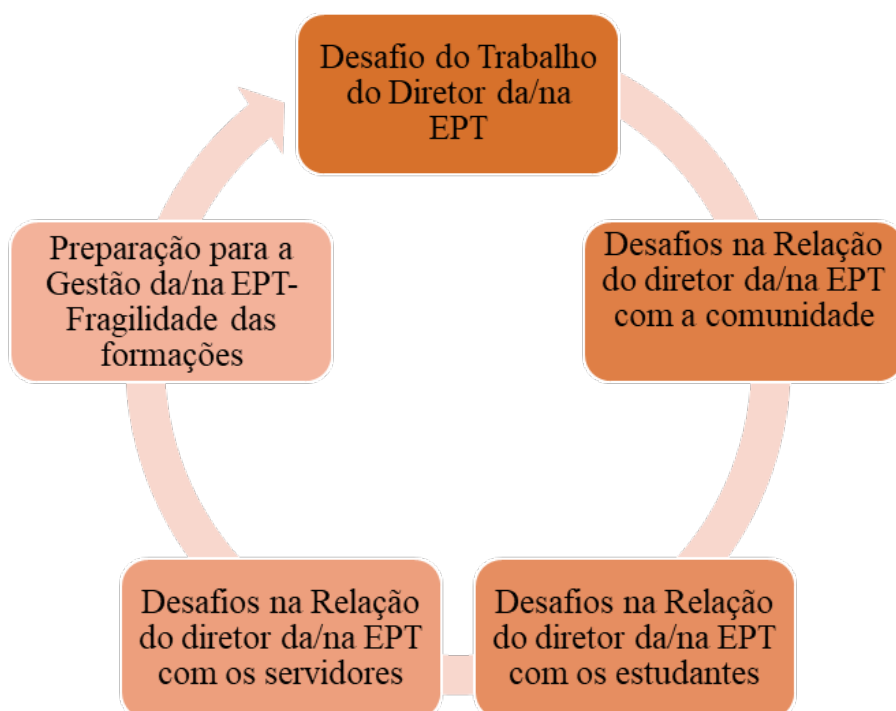 Desafio do Trabalho
do Diretor da/na
EPT
Desafios na Relação
do diretor da/na EPT
com a comunidade
Desafios na Relação
do diretor da/na EPT
com os estudantes
Desafios na Relação
do diretor da/na EPT
com os servidores
Preparação para a
Gestão da/na EPT-
Fragilidade das
formações